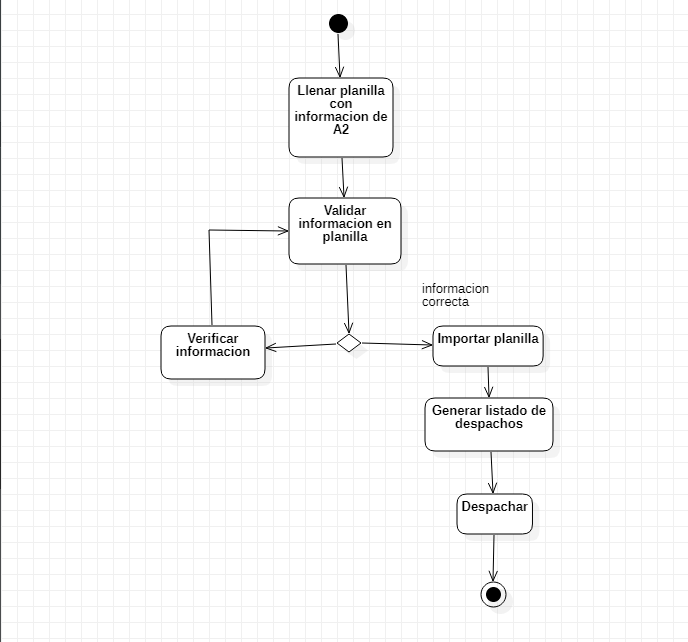 Llenar planilla
con
informacion de
A2
Validar
informacion en
planilla
informacion
correcta
Verificar
informacion
Importar planilla
Generar listado de
despachos
Despachar